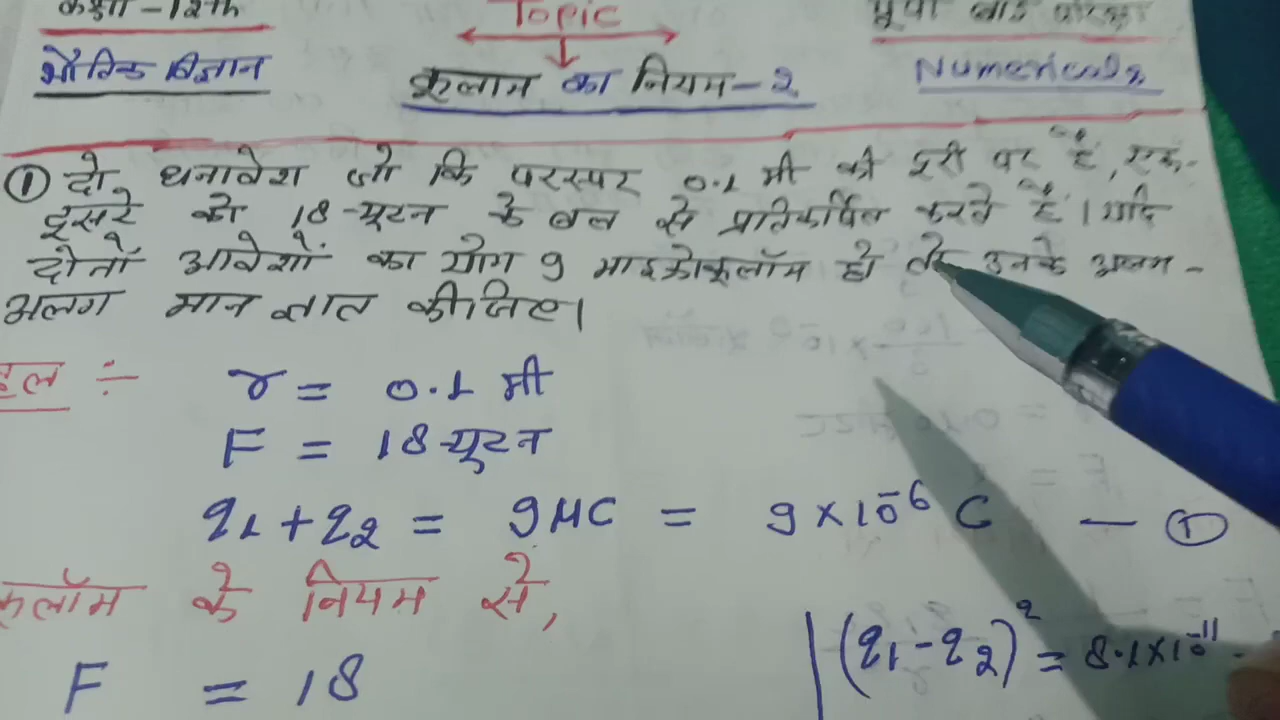 कक्षा-12th
Topic
यूपी बोर्ड परीक्षा
भौतिक विज्ञान
कूलाम का नियम-२
Numericals
① दो धनावेश जो कि परस्पर 0.1 मी की दूरी पर हैं, एक-
दूसरे को 18 न्यूटन के बल से प्रतिकर्षित करते हैं। यदि
दोनों आवेशों का योग 9 माइक्रोकूलॉम हो तो उनके अलग-
अलग मान ज्ञात कीजिए।
हल ÷ r = 0.1 मी
F = 18 न्यूटन
q1 + q2 = 9μC = 9×10⁻⁶ C — ①
कूलॉम के नियम से,
F = 18
(q1 - q2)² = 8.1×10⁻¹¹ -